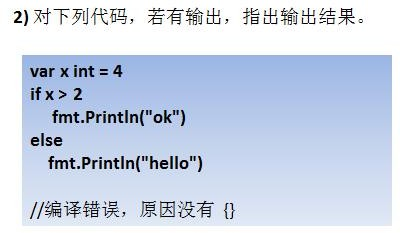 2) 对下列代码，若有输出，指出输出结果。
var x int = 4
if x > 2
fmt.Println("ok")
else
fmt.Println("hello")
//编译错误，原因没有 {}